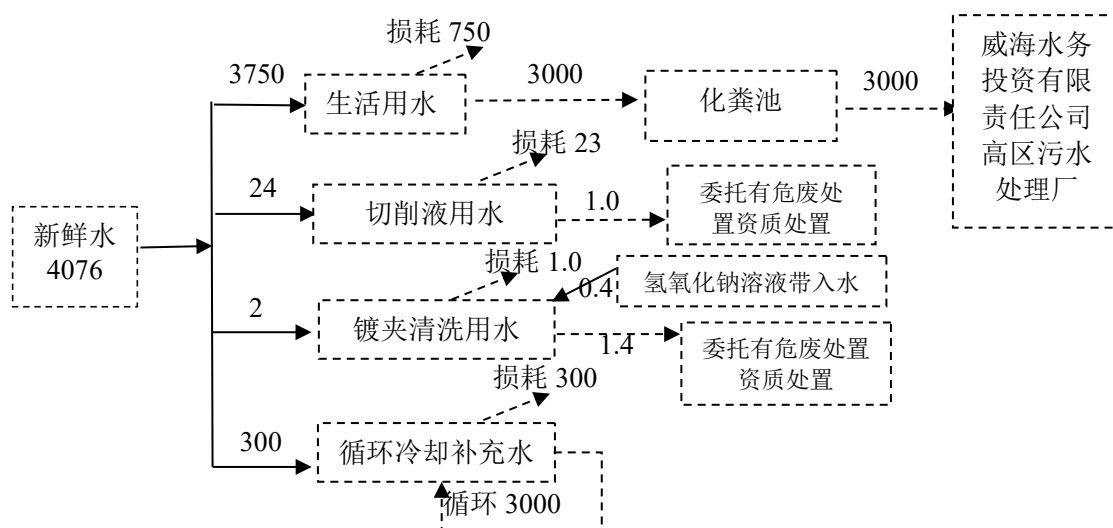 损耗 750
3750
生活用水
3000
化粪池
3000
威海水务
投资有限
责任公司
高区污水
处理厂
损耗 23
24
切削液用水
1.0
委托有危废处
置资质处置
新鲜水
4076
损耗 1.0
0.4
氢氧化钠溶液带入水
2
镀夹清洗用水
1.4
委托有危废处置
资质处置
损耗 300
300
循环冷却补充水
循环 3000